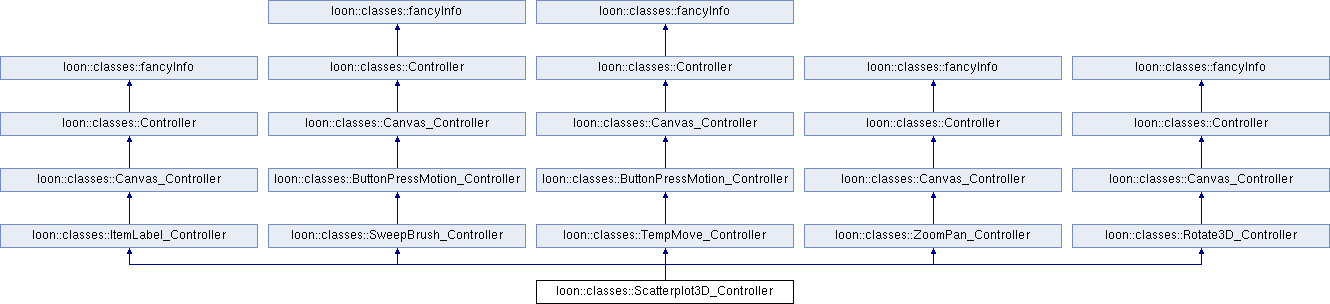 loon::classes::fancyInfo loon::classes::fancyInfo
loon::classes::fancyInfo loon::classes::Controller loon::classes::Controller loon::classes::fancyInfo loon::classes::fancyInfo
loon::classes::Controller loon::classes::Canvas_Controller loon::classes::Canvas_Controller loon::classes::Controller loon::classes::Controller
loon::classes::Canvas_Controller loon::classes::ButtonPressMotion_Controller loon::classes::ButtonPressMotion_Controller loon::classes::Canvas_Controller loon::classes::Canvas_Controller
loon::classes::ItemLabel_Controller loon::classes::SweepBrush_Controller loon::classes::TempMove_Controller loon::classes::ZoomPan_Controller loon::classes::Rotate3D_Controller
loon::classes::Scatterplot3D_Controller